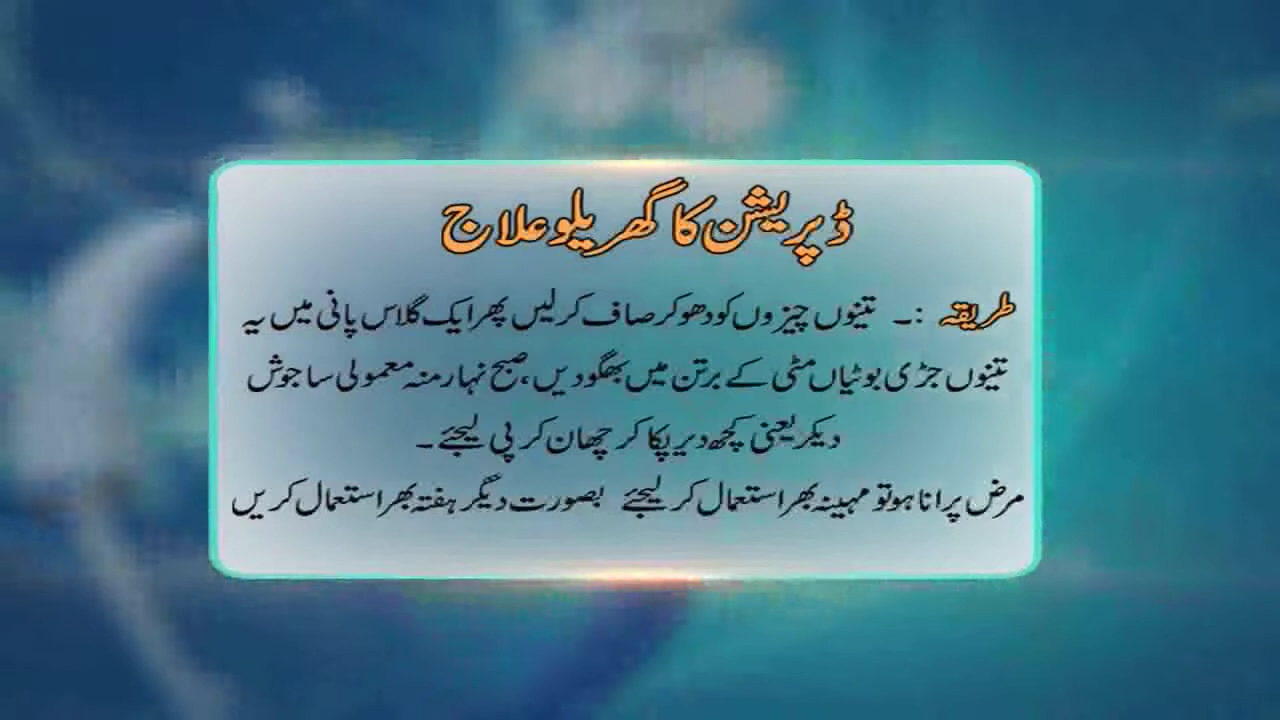 ڈپریشن کا گھریلو علاج
طریقہ :۔ تینوں چیزوں کو دھو کر صاف کر لیں پھر ایک گلاس پانی میں یہ
تینوں جڑی بوٹیاں مٹی کے برتن میں بھگو دیں، صبح نہار منہ معمولی سا جوش
دیکر یعنی کچھ دیر پکا کر چھان کر پی لیجئے ۔
مرض پرانا ہو تو مہینہ بھر استعمال کر لیجئے بصورت دیگر ہفتہ بھر استعمال کریں